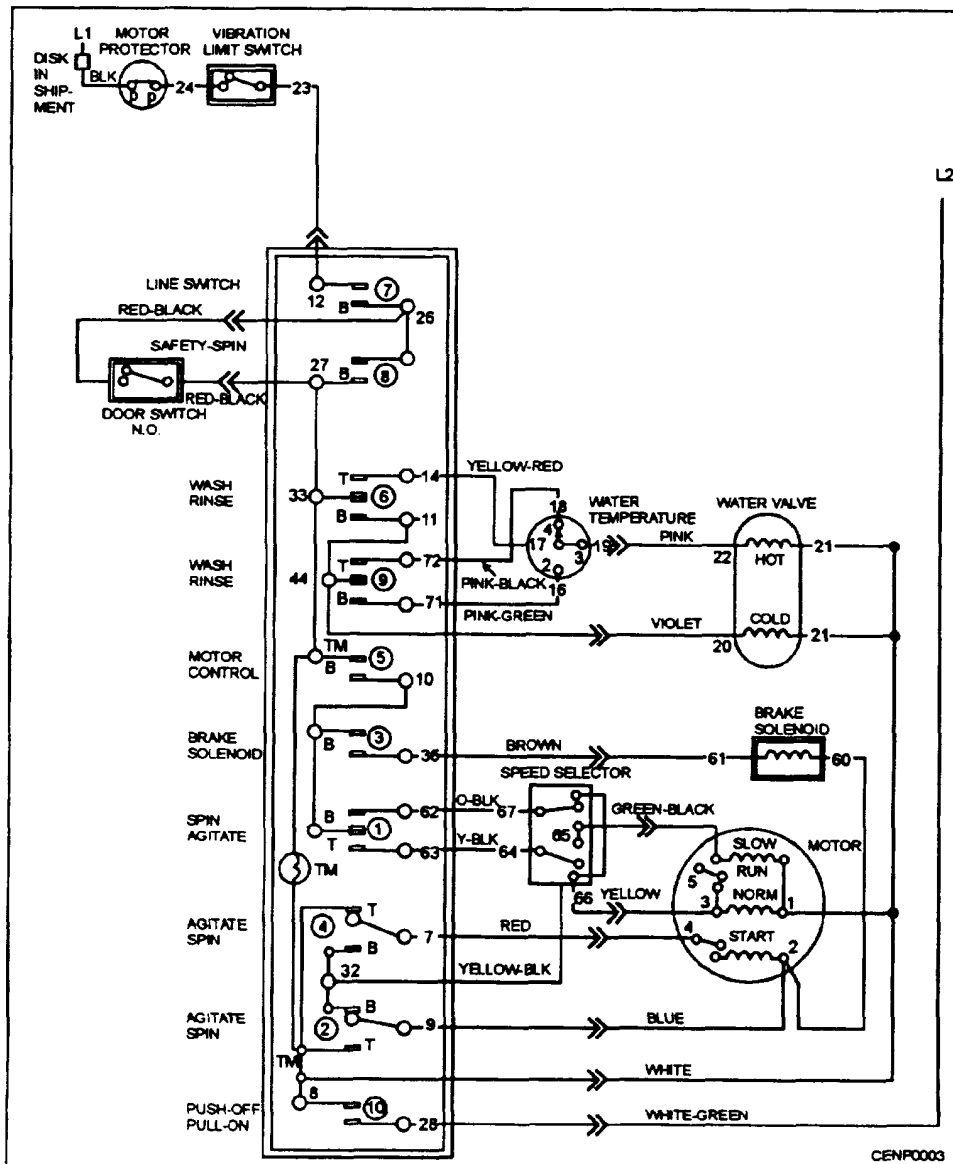 L1
MOTOR
PROTECTOR
VIBRATION
LIMIT SWITCH
DISK
IN
SHIP-
MENT
BLK
P P
24
23
L2
LINE SWITCH
12
7
B
26
RED-BLACK
SAFETY-SPIN
27
B
8
RED-BLACK
DOOR SWITCH
N.O.
WASH
RINSE
33
T
6
B
14
11
YELLOW-RED
18
4
17
3
2
16
WATER
TEMPERATURE
19
PINK
WATER VALVE
22
HOT
21
WASH
RINSE
44
T
9
B
72
71
PINK-BLACK
PINK-GREEN
VIOLET
20
COLD
21
MOTOR
CONTROL
TM
B
5
10
BRAKE
SOLENOID
B
3
36
BROWN
61
BRAKE
SOLENOID
60
SPEED SELECTOR
SPIN
AGITATE
B
1
T
62
63
O-BLK
Y-BLK
67
65
64
66
GREEN-BLACK
YELLOW
MOTOR
SLOW
RUN
NORM
START
5
3
1
4
2
TM
AGITATE
SPIN
4
T
B
7
RED
32
YELLOW-BLK
AGITATE
SPIN
B
2
T
9
BLUE
TM
WHITE
8
PUSH-OFF
PULL-ON
10
28
WHITE-GREEN
CENP0003